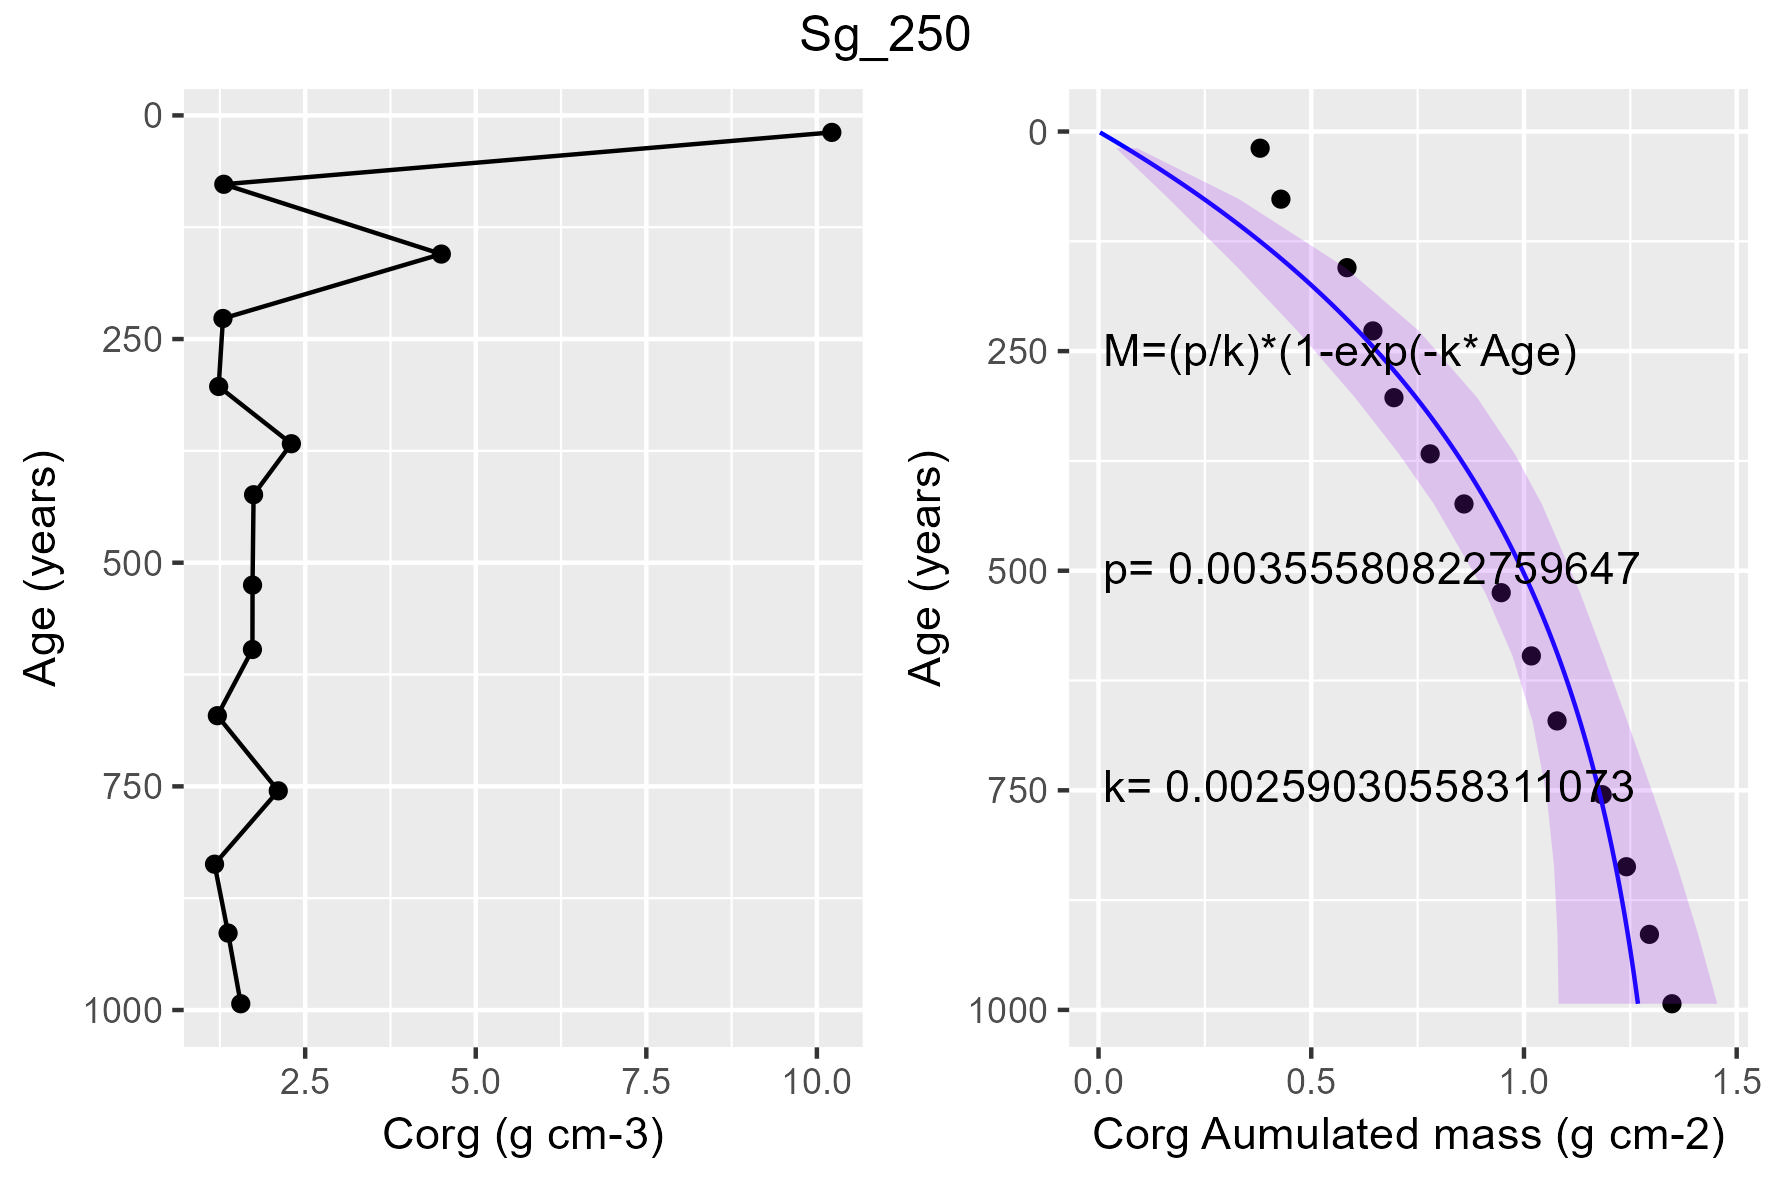 Sg_250
0
250
500
750
1000
Age (years)
2.5 5.0 7.5 10.0
Corg (g cm-3)
0
250
500
750
1000
Age (years)
M=(p/k)*(1-exp(-k*Age)
p= 0.00355580822759647
k= 0.00259030558311073
0.0 0.5 1.0 1.5
Corg Aumulated mass (g cm-2)